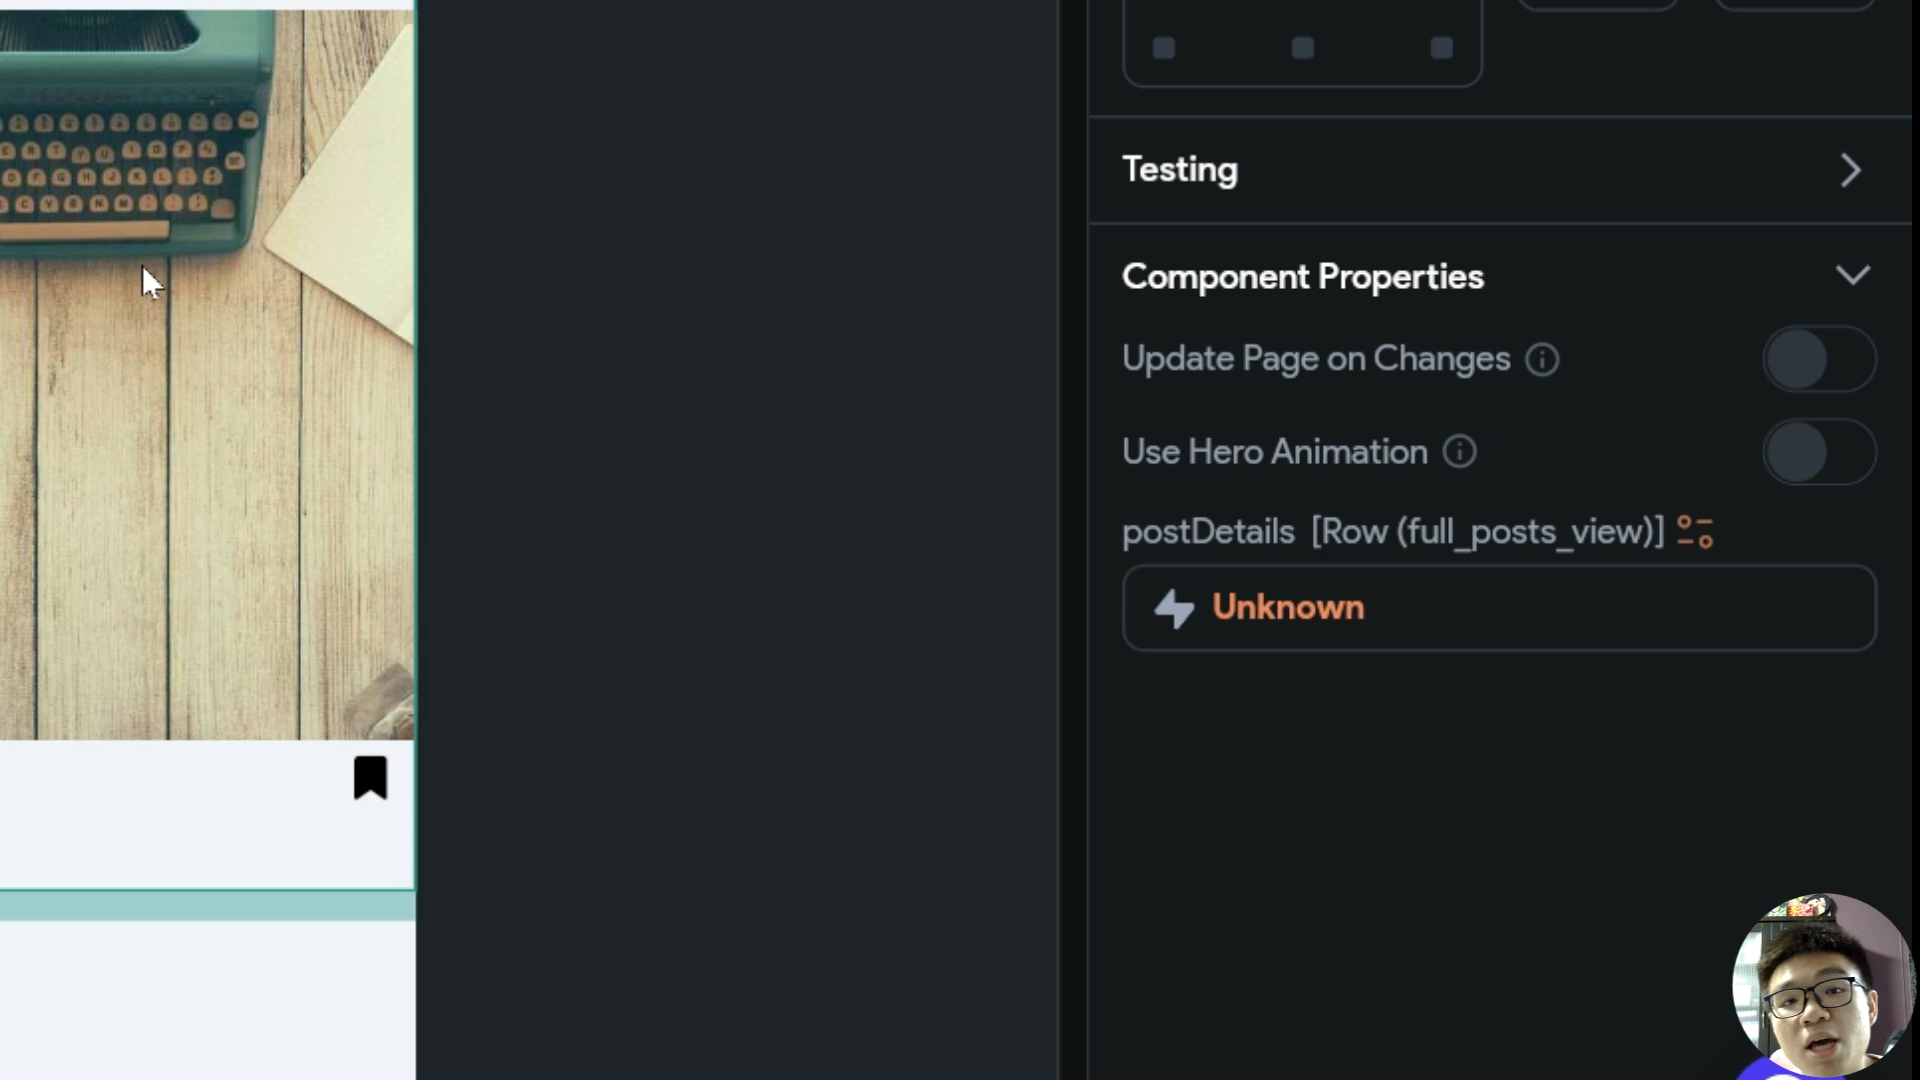 Testing
Component Properties
Update Page on Changes
Use Hero Animation
postDetails [Row (full_posts_view)]
Unknown